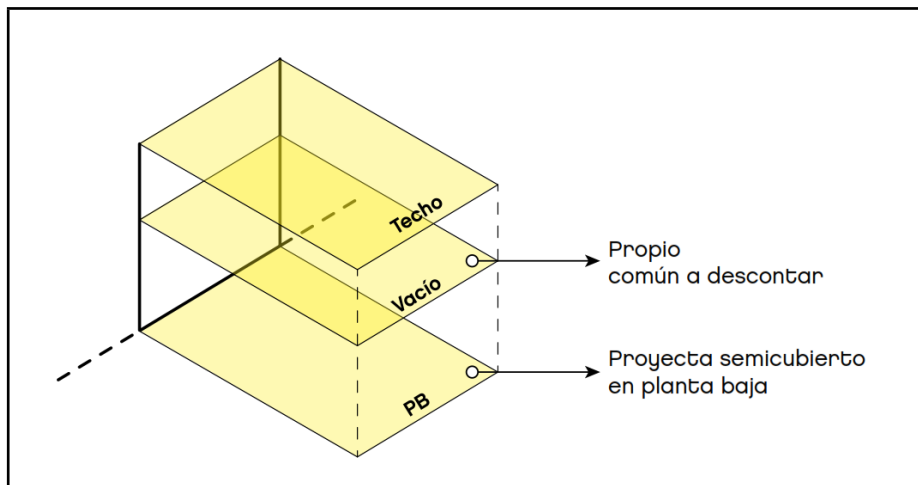 Techo
Vacío
Propio
común a descontar
PB
Proyecta semicubierto
en planta baja